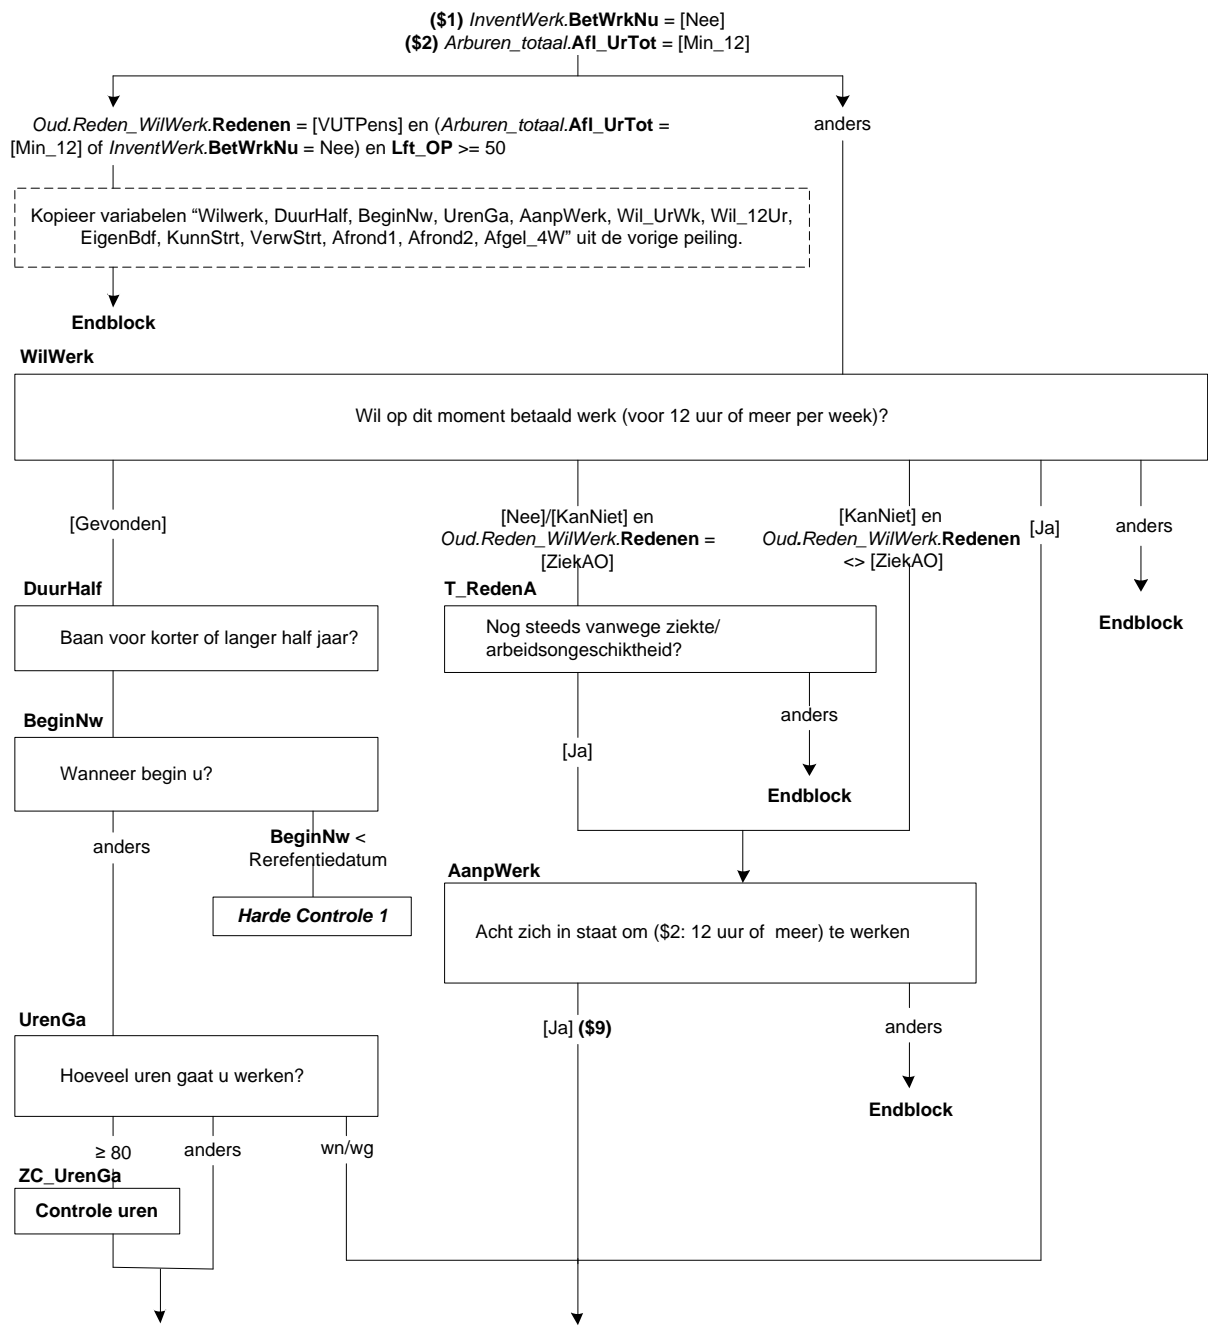 ($1) InventWerk.BetWrkNu = [Nee]
($2) Arburen_totaal.Afl_UrTot = [Min_12]
Oud.Reden_WilWerk.Redenen = [VUTPens] en (Arburen_totaal.Afl_UrTot =
[Min_12] of InventWerk.BetWrkNu = Nee) en Lft_OP >= 50
anders
Kopieer variabelen “Wilwerk, DuurHalf, BeginNw, UrenGa, AanpWerk, Wil_UrWk, Wil_12Ur,
EigenBdf, KunnStrt, VerwStrt, Afrond1, Afrond2, Afgel_4W” uit de vorige peiling.
Endblock
WilWerk
Wil op dit moment betaald werk (voor 12 uur of meer per week)?
[Gevonden]
[Nee]/[KanNiet] en
Oud.Reden_WilWerk.Redenen =
[ZiekAO]
[KanNiet] en
Oud.Reden_WilWerk.Redenen
<> [ZiekAO]
[Ja]
anders
Endblock
DuurHalf
Baan voor korter of langer half jaar?
T_RedenA
Nog steeds vanwege ziekte/
arbeidsongeschiktheid?
BeginNw
Wanneer begin u?
[Ja]
anders
Endblock
anders
BeginNw <
Rerefentiedatum
Harde Controle 1
AanpWerk
Acht zich in staat om ($2: 12 uur of  meer) te werken
[Ja] ($9)
anders
Endblock
UrenGa
Hoeveel uren gaat u werken?
≥ 80
anders
wn/wg
ZC_UrenGa
Controle uren